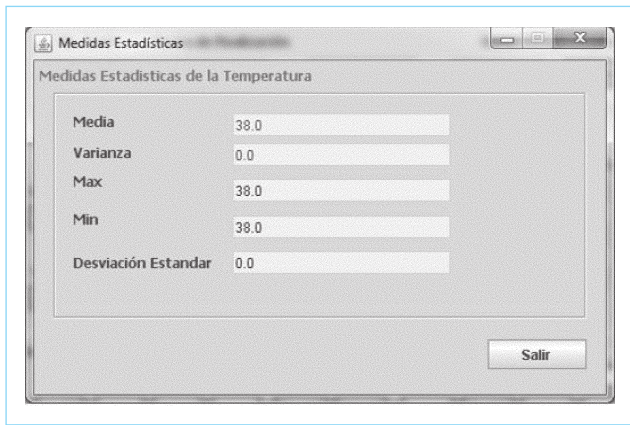 Medidas Estadísticas
Medidas Estadisticas de la Temperatura
Media 38.0
Varianza 0.0
Max 38.0
Min 38.0
Desviación Estandar 0.0
Salir